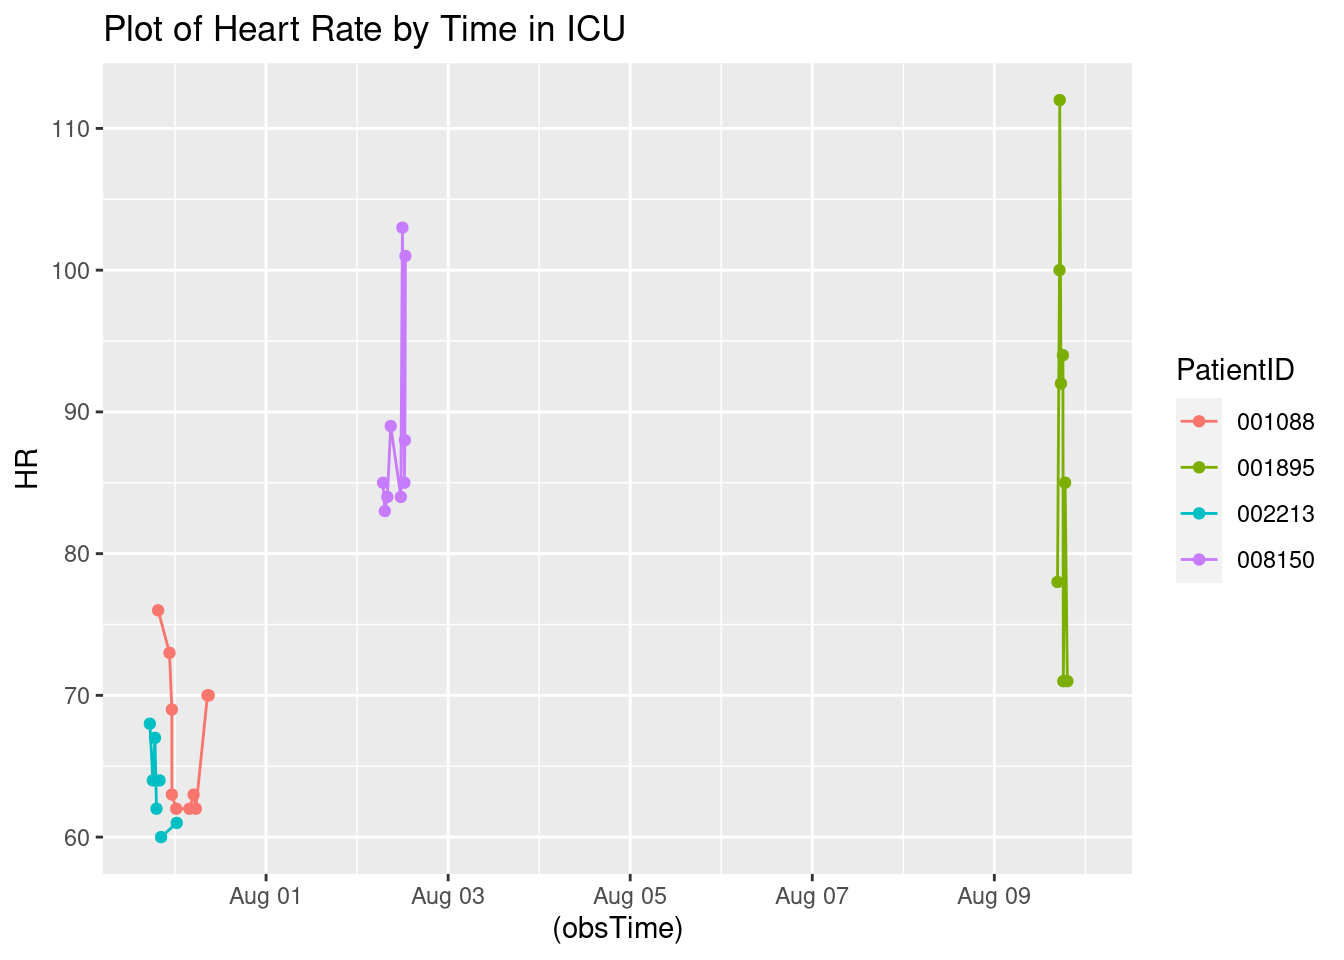 Plot of Heart Rate by Time in ICU
110
100
90
80
70
60
HR
Aug 01 Aug 03 Aug 05 Aug 07 Aug 09
(obsTime)
PatientID
001088
001895
002213
008150